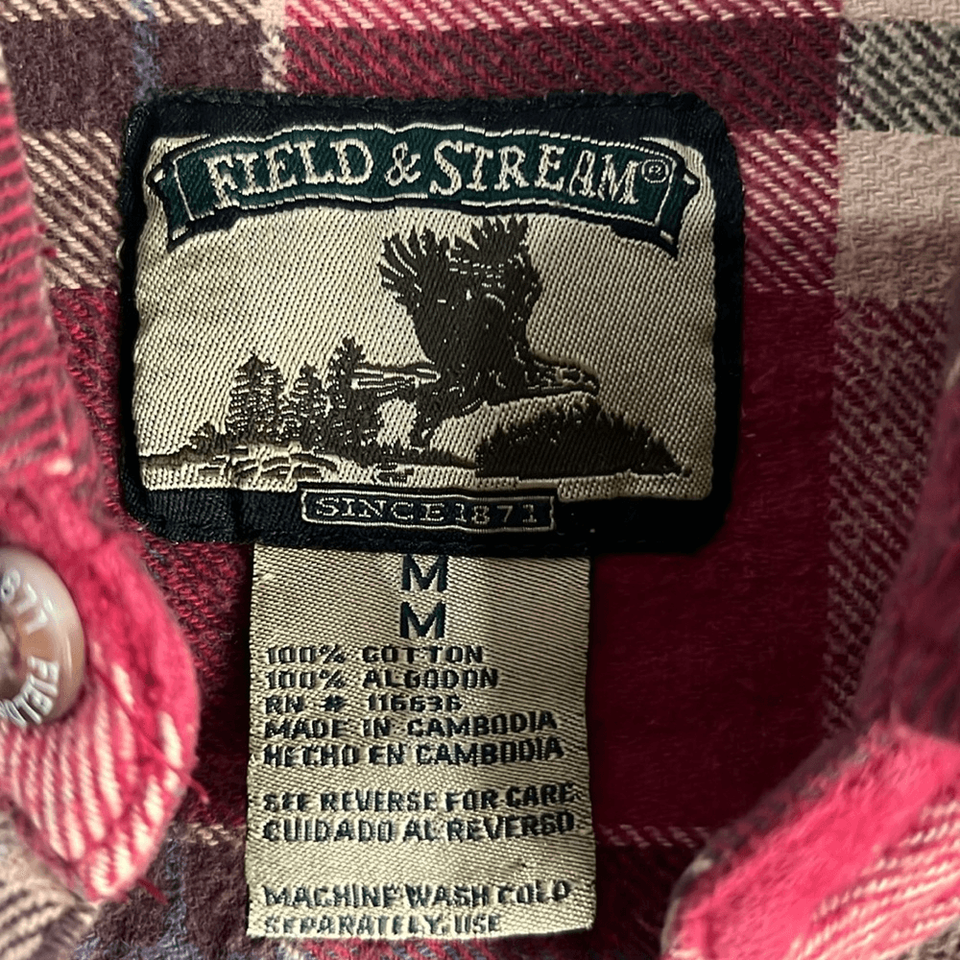 FIELD & STREAM®
SINCE 1871
M
M
100% COTTON
100% ALGODON
RN # 116636
MADE IN CAMBODIA
HECHO EN CAMBODIA
SEE REVERSE FOR CARE
CUIDADO AL REVERSO
MACHINE WASH COLD
SEPARATELY. USE
FIELD